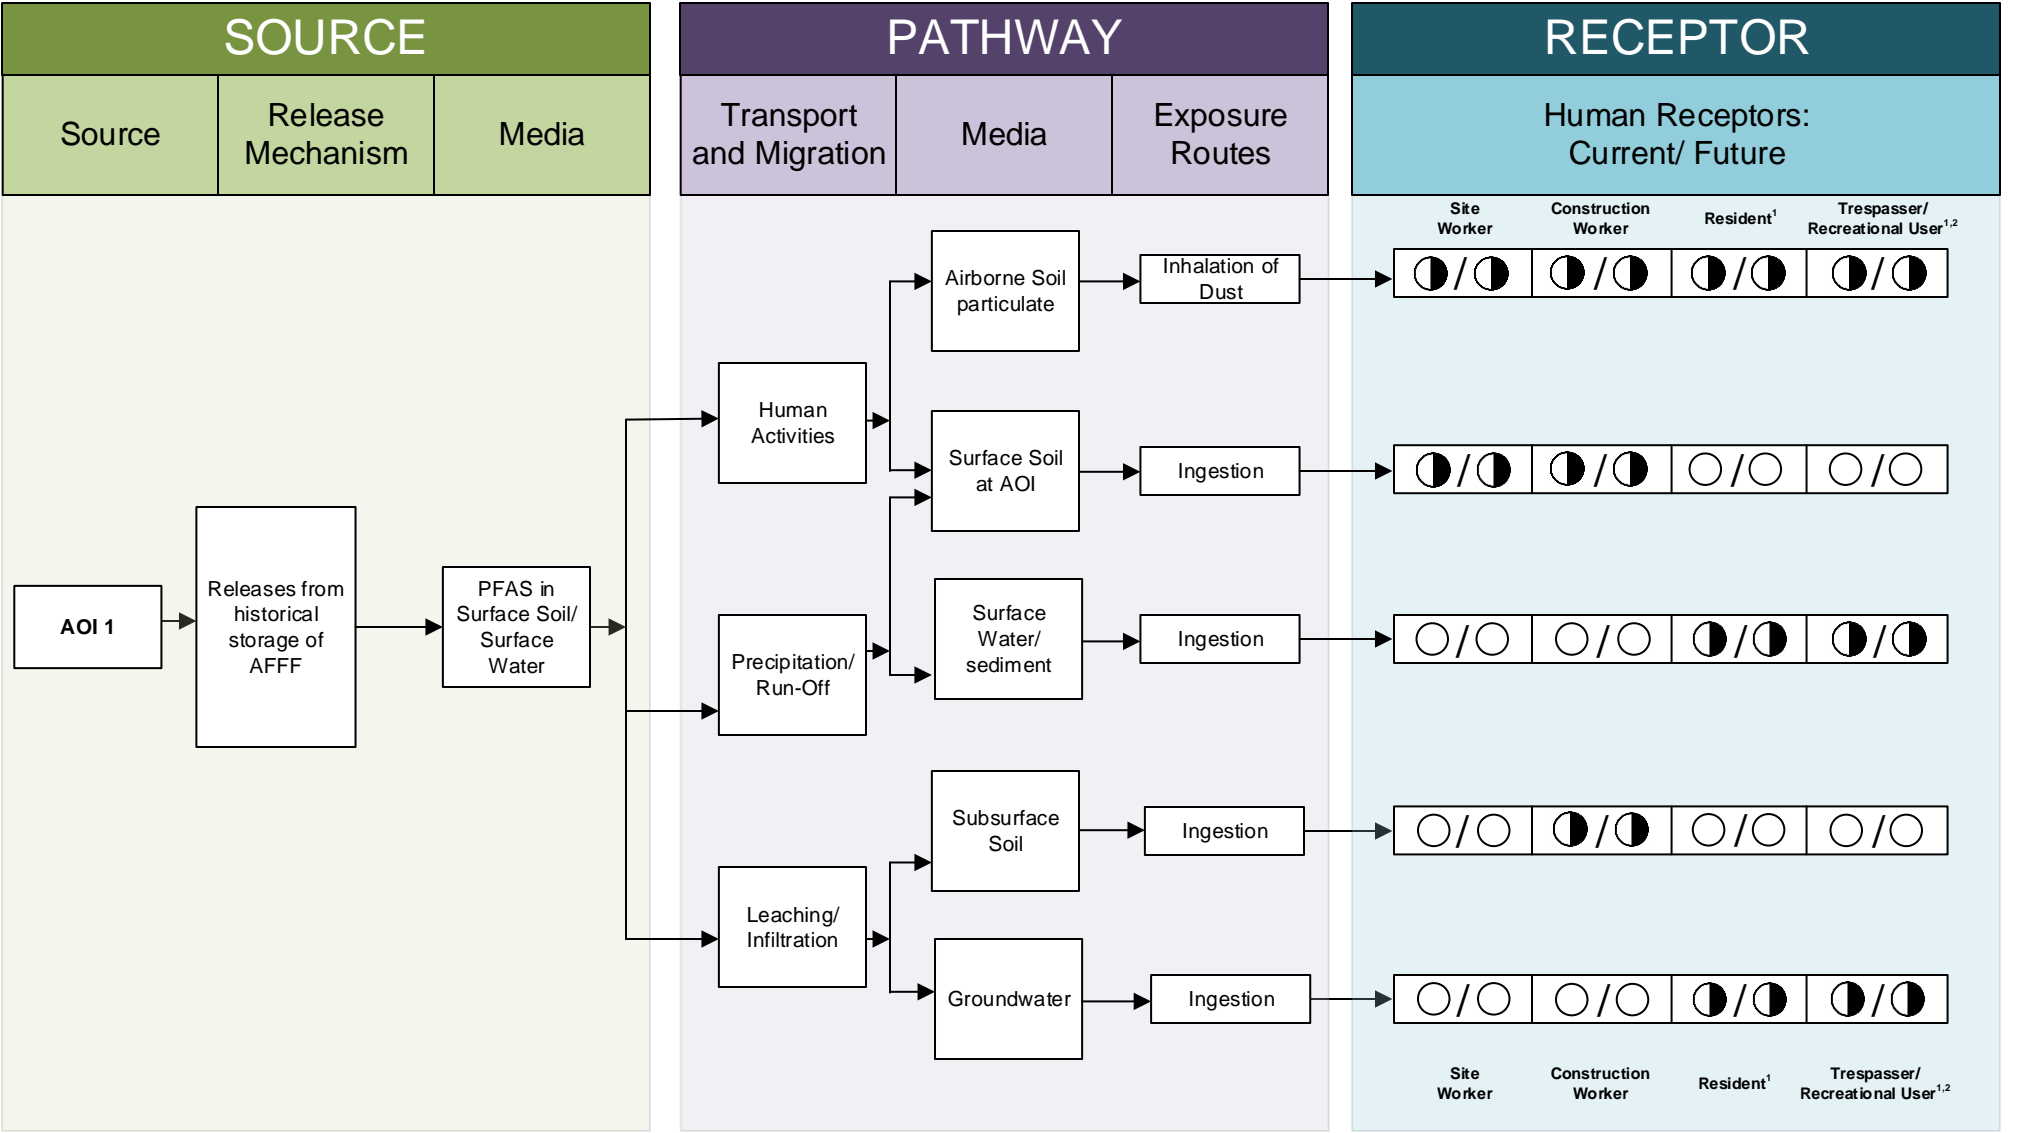 SOURCE
PATHWAY
RECEPTOR
Source
Release
Mechanism
Media
Transport
and Migration
Media
Exposure
Routes
Human Receptors:
Current/ Future
Site
Worker
Construction
Worker
Resident1
Trespasser/
Recreational User1,2
AOI 1
Releases from
historical
storage of
AFFF
PFAS in
Surface Soil/
Surface
Water
Human
Activities
Precipitation/
Run-Off
Leaching/
Infiltration
Airborne Soil
particulate
Inhalation of
Dust
/ / / /
Surface Soil
at AOI
Ingestion
/ / / /
Surface
Water/
sediment
Ingestion
/ / / /
Subsurface
Soil
Ingestion
/ / / /
Groundwater
Ingestion
/ / / /
Site
Worker
Construction
Worker
Resident1
Trespasser/
Recreational User1,2